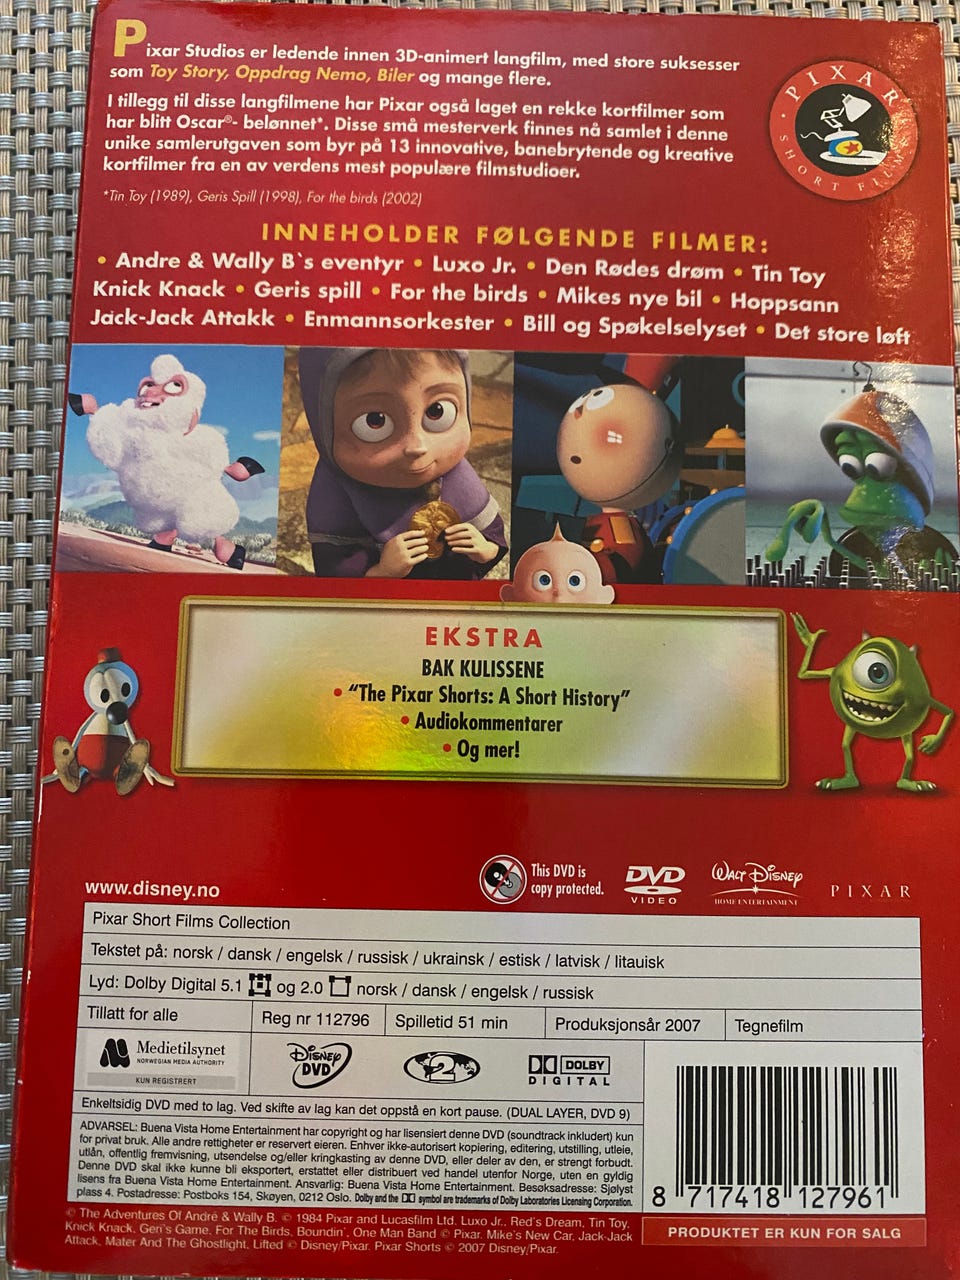 Pixar Studios er ledende innen 3D-animert langfilm, med store suksesser
som Toy Story, Oppdrag Nemo, Biler og mange flere.
I tillegg til disse langfilmene har Pixar også laget en rekke kortfilmer som
har blitt Oscar®- belønnet*. Disse små mesterverk finnes nå samlet i denne
unike samlerutgaven som byr på 13 innovative, banebrytende og kreative
kortfilmer fra en av verdens mest populære filmstudioer.
*Tin Toy (1989), Geris Spill (1998), For the birds (2002)
PIXAR
SHORT FILMS
INNEHOLDER FØLGENDE FILMER:
• Andre & Wally B`s eventyr • Luxo Jr. • Den Rødes drøm • Tin Toy
Knick Knack • Geris spill • For the birds • Mikes nye bil • Hoppsann
Jack-Jack Attakk • Enmannsorkester • Bill og Spøkelselyset • Det store løft
EKSTRA
BAK KULISSENE
• "The Pixar Shorts: A Short History"
• Audiokommentarer
• Og mer!
www.disney.no
This DVD is
copy protected.
DVD
VIDEO
WALT DISNEY
HOME ENTERTAINMENT
PIXAR
Pixar Short Films Collection
Tekstet på: norsk / dansk / engelsk / russisk / ukrainsk / estisk / latvisk / litauisk
Lyd: Dolby Digital 5.1 og 2.0 norsk / dansk / engelsk / russisk
Tillatt for alle
Reg nr 112796
Spilletid 51 min
Produksjonsår 2007
Tegnefilm
Medietilsynet
NORWEGIAN MEDIA AUTHORITY
KUN REGISTRERT
DISNEY
DVD
2
DOLBY
DIGITAL
Enkeltsidig DVD med to lag. Ved skifte av lag kan det oppstå en kort pause. (DUAL LAYER, DVD 9)
ADVARSEL: Buena Vista Home Entertainment har copyright og har lisensiert denne DVD (soundtrack inkludert) kun
for privat bruk. Alle andre rettigheter er reservert eieren. Enhver ikke-autorisert kopiering, editering, utstilling, utleie,
utlån, offentlig fremvisning, utsendelse og/eller kringkasting av denne DVD, eller deler av den, er strengt forbudt.
Denne DVD skal ikke kunne bli eksportert, erstattet eller distribuert ved handel utenfor Norge, uten en gyldig
lisens fra Buena Vista Home Entertainment. Ansvarlig: Buena Vista Home Entertainment. Besøksadresse: Sjølyst
plass 4. Postadresse: Postboks 154, Skøyen, 0212 Oslo. Dolby and the symbol are trademarks of Dolby Laboratories Licensing Corporation.
8 717418 127961
PRODUKTET ER KUN FOR SALG
© The Adventures Of André & Wally B. © 1984 Pixar and Lucasfilm Ltd. Luxo Jr., Red's Dream, Tin Toy,
Knick Knack, Geri's Game, For The Birds, Boundin', One Man Band © Pixar. Mike's New Car, Jack-Jack
Attack, Mater And The Ghostlight, Lifted © Disney/Pixar. Pixar Shorts © 2007 Disney/Pixar.